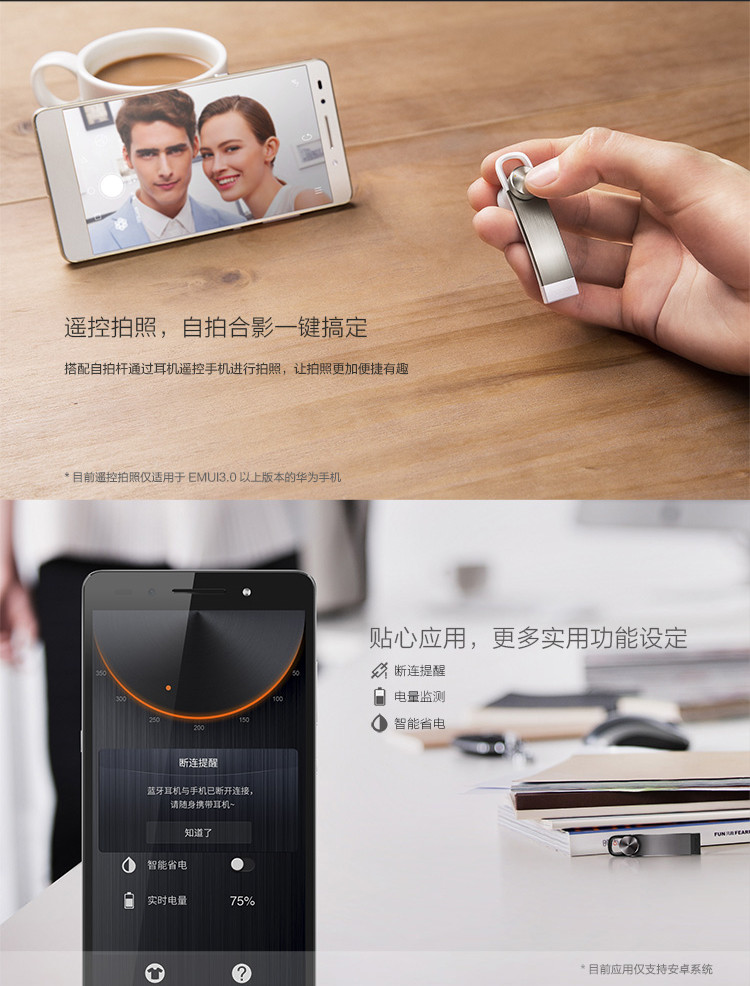 遥控拍照，自拍合影一键搞定
搭配自拍杆通过耳机遥控手机进行拍照，让拍照更加便捷有趣
* 目前遥控拍照仅适用于 EMUI3.0 以上版本的华为手机
贴心应用，更多实用功能设定
断连提醒
电量监测
智能省电
350
300
250
200
150
100
50
断连提醒
蓝牙耳机与手机已断开连接，
请随身携带耳机~
知道了
智能省电
实时电量 75%
?
* 目前应用仅支持安卓系统